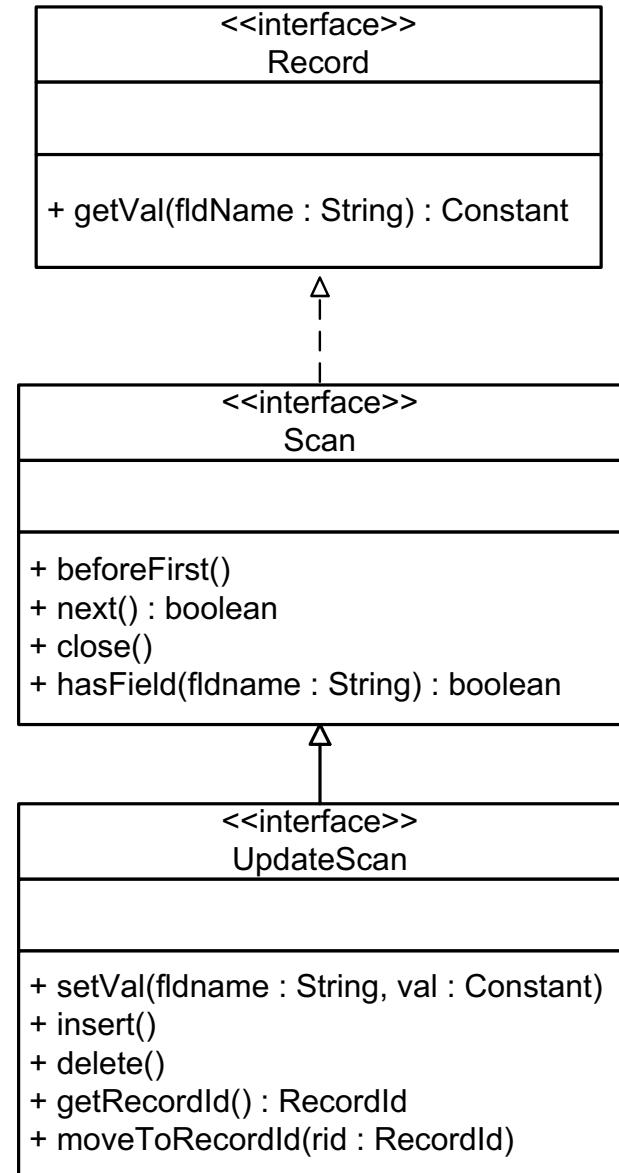 <<interface>>
Record
+ getVal(fldName : String) : Constant
<<interface>>
Scan
+ beforeFirst()
+ next() : boolean
+ close()
+ hasField(fldname : String) : boolean
<<interface>>
UpdateScan
+ setVal(fldname : String, val : Constant)
+ insert()
+ delete()
+ getRecordId() : RecordId
+ moveToRecordId(rid : RecordId)